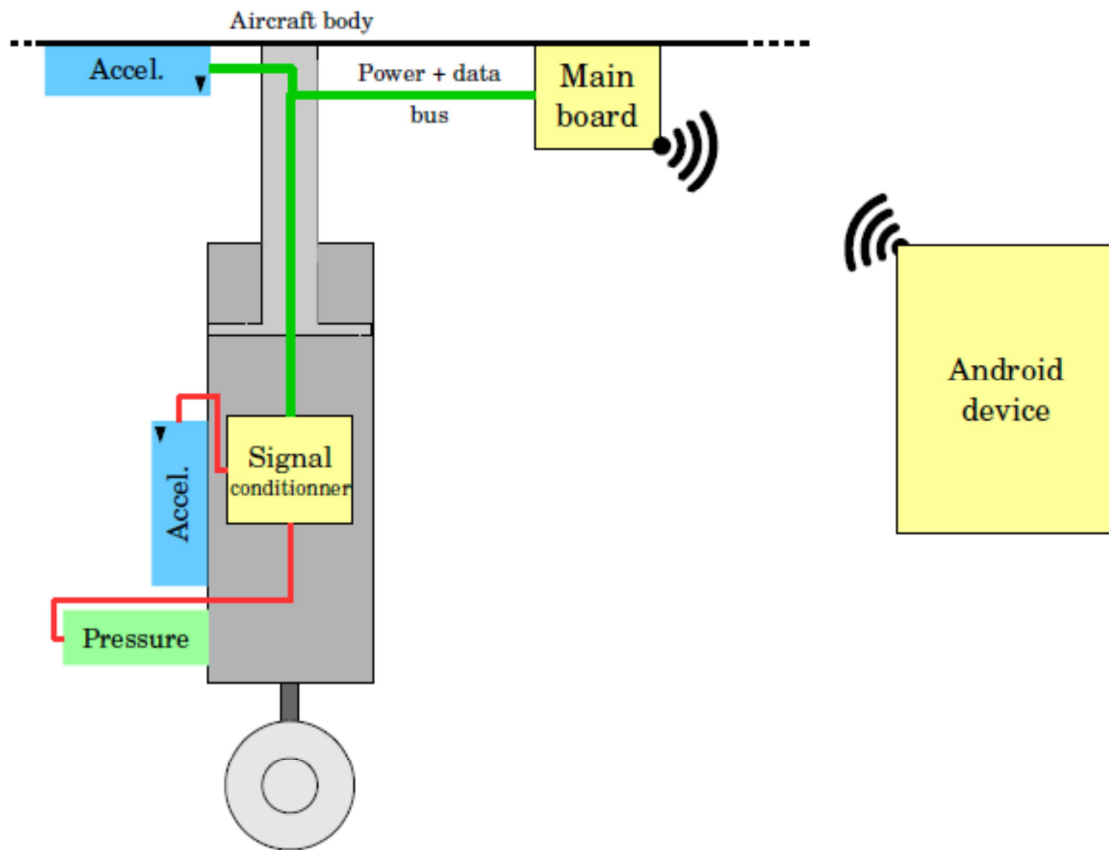 Aircraft body
Accel.
Power + data
bus
Main
board
Android
device
Signal
conditionner
Accel.
Pressure